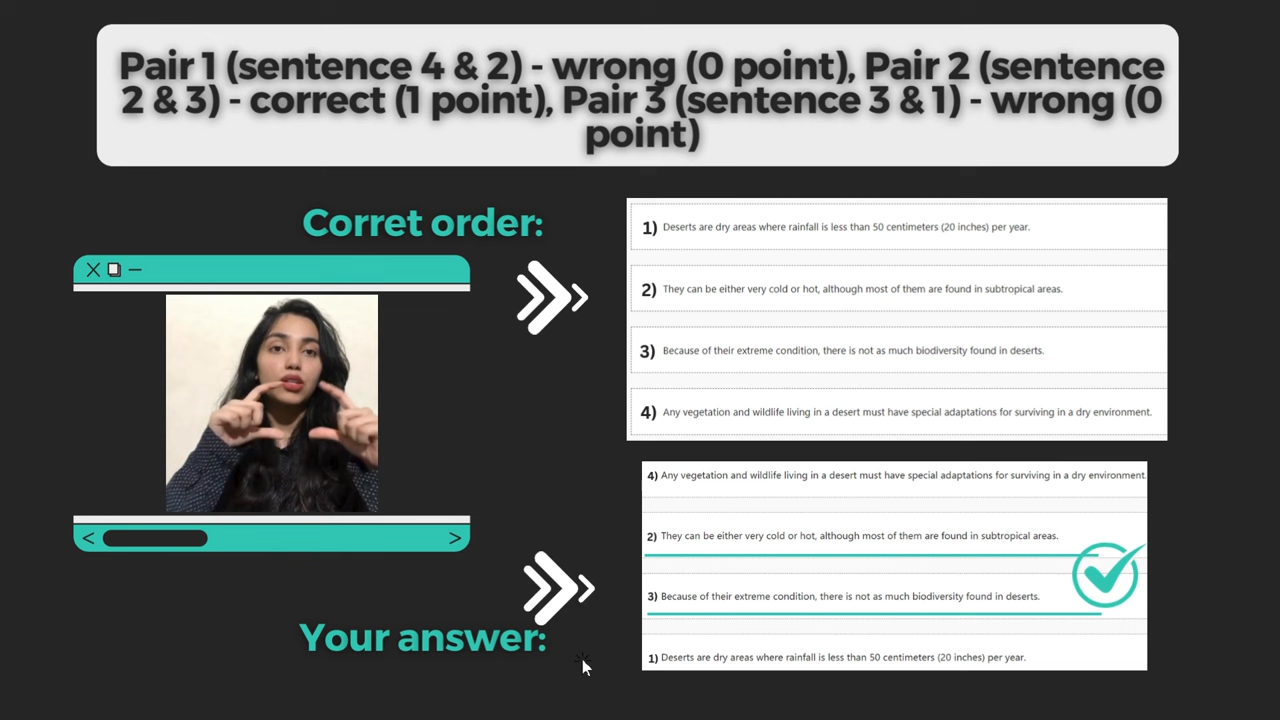 Pair 1 (sentence 4 & 2) - wrong (0 point), Pair 2 (sentence
2 & 3) - correct (1 point), Pair 3 (sentence 3 & 1) - wrong (0
point)
Corret order:
1) Deserts are dry areas where rainfall is less than 50 centimeters (20 inches) per year.
2) They can be either very cold or hot, although most of them are found in subtropical areas.
3) Because of their extreme condition, there is not as much biodiversity found in deserts.
4) Any vegetation and wildlife living in a desert must have special adaptations for surviving in a dry environment.
4) Any vegetation and wildlife living in a desert must have special adaptations for surviving in a dry environment.
2) They can be either very cold or hot, although most of them are found in subtropical areas.
3) Because of their extreme condition, there is not as much biodiversity found in deserts.
Your answer:
1) Deserts are dry areas where rainfall is less than 50 centimeters (20 inches) per year.